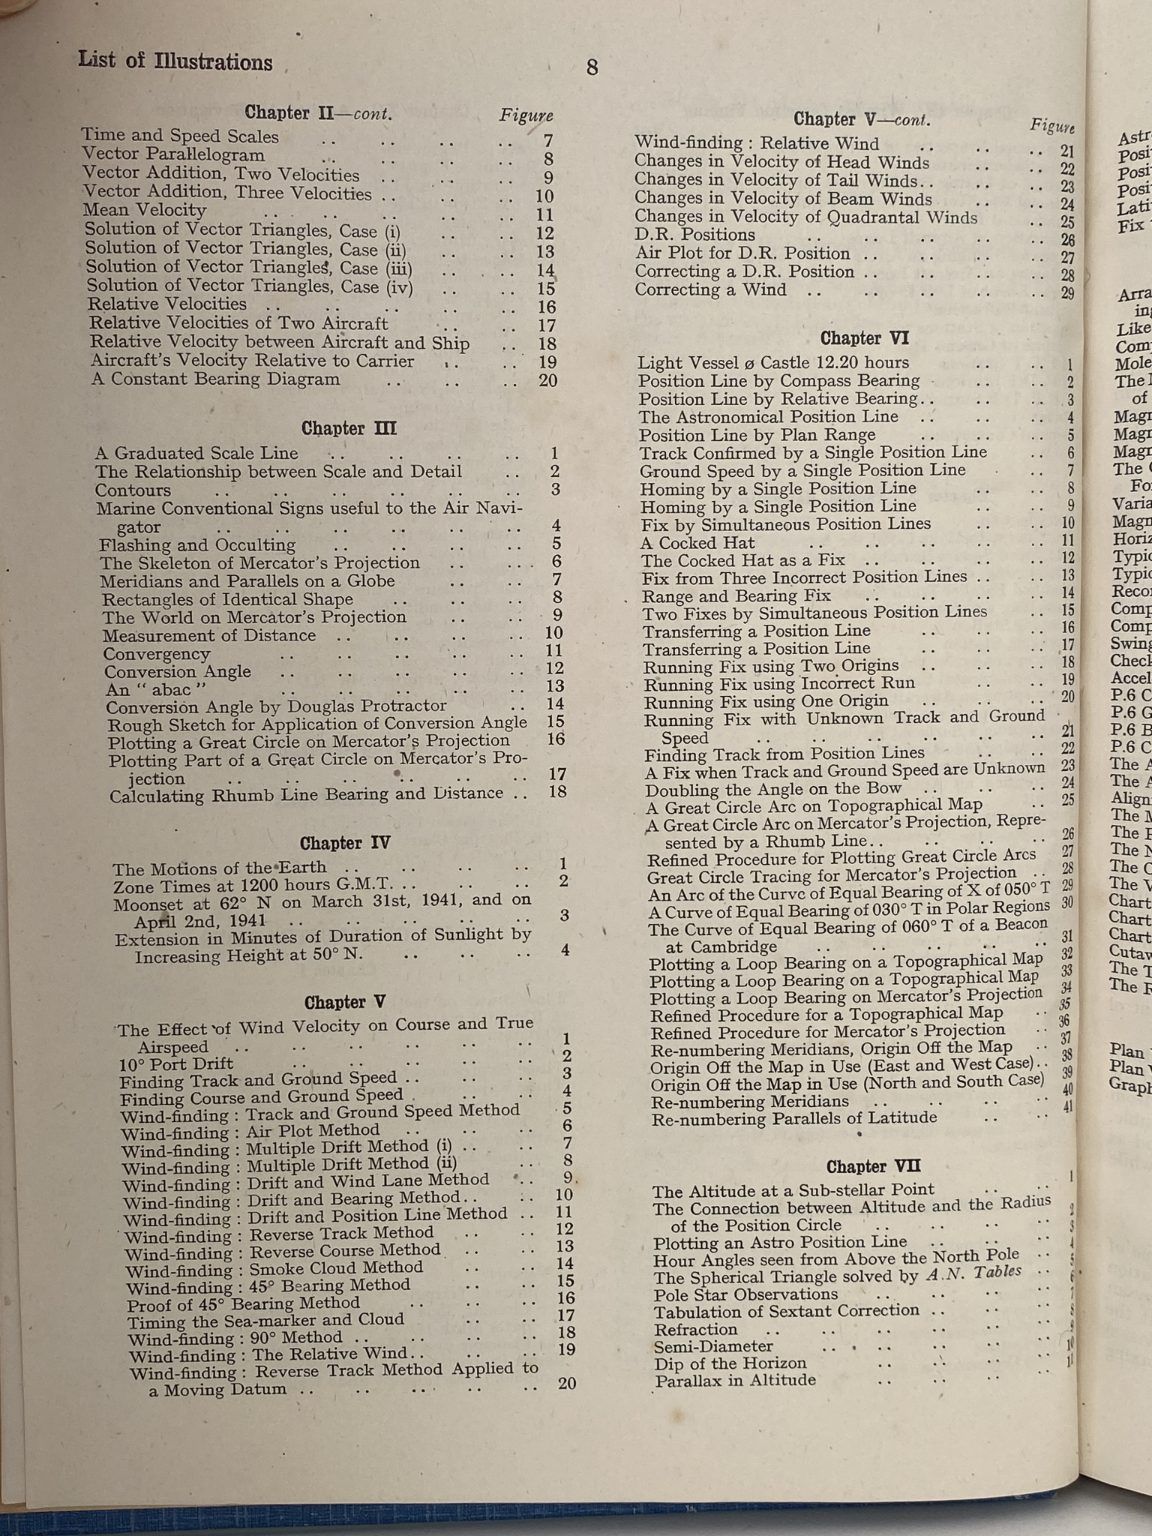 List of Illustrations
8
Chapter II—cont. Figure
Time and Speed Scales .. .. .. .. 7
Vector Parallelogram .. .. .. .. 8
Vector Addition, Two Velocities .. .. .. 9
Vector Addition, Three Velocities .. .. .. 10
Mean Velocity .. .. .. .. .. 11
Solution of Vector Triangles, Case (i) .. .. 12
Solution of Vector Triangles, Case (ii) .. .. 13
Solution of Vector Triangles, Case (iii) .. .. 14
Solution of Vector Triangles, Case (iv) .. .. 15
Relative Velocities .. .. .. .. .. 16
Relative Velocities of Two Aircraft .. .. 17
Relative Velocity between Aircraft and Ship .. 18
Aircraft's Velocity Relative to Carrier .. .. 19
A Constant Bearing Diagram .. .. .. 20
Chapter III
A Graduated Scale Line .. .. .. .. 1
The Relationship between Scale and Detail .. 2
Contours .. .. .. .. .. .. 3
Marine Conventional Signs useful to the Air Navi-
gator .. .. .. .. .. .. 4
Flashing and Occulting .. .. .. .. 5
The Skeleton of Mercator's Projection .. .. 6
Meridians and Parallels on a Globe .. .. 7
Rectangles of Identical Shape .. .. .. 8
The World on Mercator's Projection .. .. 9
Measurement of Distance .. .. .. .. 10
Convergency .. .. .. .. .. 11
Conversion Angle .. .. .. .. .. 12
An " abac " .. .. .. .. .. 13
Conversion Angle by Douglas Protractor .. 14
Rough Sketch for Application of Conversion Angle 15
Plotting a Great Circle on Mercator's Projection 16
Plotting Part of a Great Circle on Mercator's Pro-
jection .. .. .. .. .. .. 17
Calculating Rhumb Line Bearing and Distance .. 18
Chapter IV
The Motions of the Earth .. .. .. .. 1
Zone Times at 1200 hours G.M.T. .. .. .. 2
Moonset at 62° N on March 31st, 1941, and on
April 2nd, 1941 .. .. .. .. .. 3
Extension in Minutes of Duration of Sunlight by
Increasing Height at 50° N. .. .. .. 4
Chapter V
The Effect of Wind Velocity on Course and True
Airspeed .. .. .. .. .. .. 1
10° Port Drift .. .. .. .. .. 2
Finding Track and Ground Speed .. .. .. 3
Finding Course and Ground Speed .. .. .. 4
Wind-finding : Track and Ground Speed Method 5
Wind-finding : Air Plot Method .. .. .. 6
Wind-finding : Multiple Drift Method (i) .. .. 7
Wind-finding : Multiple Drift Method (ii) .. 8
Wind-finding : Drift and Wind Lane Method .. 9
Wind-finding : Drift and Bearing Method .. .. 10
Wind-finding : Drift and Position Line Method .. 11
Wind-finding : Reverse Track Method .. .. 12
Wind-finding : Reverse Course Method .. .. 13
Wind-finding : Smoke Cloud Method .. .. 14
Wind-finding : 45° Bearing Method .. .. 15
Proof of 45° Bearing Method .. .. .. 16
Timing the Sea-marker and Cloud .. .. 17
Wind-finding : 90° Method .. .. .. .. 18
Wind-finding : The Relative Wind .. .. .. 19
Wind-finding : Reverse Track Method Applied to
a Moving Datum .. .. .. .. .. 20
Chapter V—cont. Figure
Wind-finding : Relative Wind .. .. .. 21
Changes in Velocity of Head Winds .. .. 22
Changes in Velocity of Tail Winds .. .. .. 23
Changes in Velocity of Beam Winds .. .. 24
Changes in Velocity of Quadrantal Winds .. 25
D.R. Positions .. .. .. .. .. 26
Air Plot for D.R. Position .. .. .. .. 27
Correcting a D.R. Position .. .. .. .. 28
Correcting a Wind .. .. .. .. .. 29
Chapter VI
Light Vessel ø Castle 12.20 hours .. .. 1
Position Line by Compass Bearing .. .. 2
Position Line by Relative Bearing .. .. .. 3
The Astronomical Position Line .. .. .. 4
Position Line by Plan Range .. .. .. 5
Track Confirmed by a Single Position Line .. 6
Ground Speed by a Single Position Line .. 7
Homing by a Single Position Line .. .. 8
Homing by a Single Position Line .. .. 9
Fix by Simultaneous Position Lines .. .. 10
A Cocked Hat .. .. .. .. .. 11
The Cocked Hat as a Fix .. .. .. .. 12
Fix from Three Incorrect Position Lines .. .. 13
Range and Bearing Fix .. .. .. .. 14
Two Fixes by Simultaneous Position Lines .. 15
Transferring a Position Line .. .. .. 16
Transferring a Position Line .. .. .. 17
Running Fix using Two Origins .. .. .. 18
Running Fix using Incorrect Run .. .. 19
Running Fix using One Origin .. .. .. 20
Running Fix with Unknown Track and Ground
Speed .. .. .. .. .. .. 21
Finding Track from Position Lines .. .. 22
A Fix when Track and Ground Speed are Unknown 23
Doubling the Angle on the Bow .. .. .. 24
A Great Circle Arc on Topographical Map .. 25
A Great Circle Arc on Mercator's Projection, Repre-
sented by a Rhumb Line .. .. .. .. 26
Refined Procedure for Plotting Great Circle Arcs 27
Great Circle Tracing for Mercator's Projection .. 28
An Arc of the Curve of Equal Bearing of X of 050° T 29
A Curve of Equal Bearing of 030° T in Polar Regions 30
The Curve of Equal Bearing of 060° T of a Beacon
at Cambridge .. .. .. .. .. 31
Plotting a Loop Bearing on a Topographical Map 32
Plotting a Loop Bearing on a Topographical Map 33
Plotting a Loop Bearing on Mercator's Projection 34
Refined Procedure for a Topographical Map .. 35
Refined Procedure for Mercator's Projection .. 36
Re-numbering Meridians, Origin Off the Map .. 37
Origin Off the Map in Use (East and West Case) .. 38
Origin Off the Map in Use (North and South Case) 39
Re-numbering Meridians .. .. .. .. 40
Re-numbering Parallels of Latitude .. .. 41
Chapter VII
The Altitude at a Sub-stellar Point .. .. 1
The Connection between Altitude and the Radius
of the Position Circle .. .. .. .. 2
Plotting an Astro Position Line .. .. .. 3
Hour Angles seen from Above the North Pole .. 4
The Spherical Triangle solved by A.N. Tables .. 5
Pole Star Observations .. .. .. .. 6
Tabulation of Sextant Correction .. .. .. 7
Refraction .. .. .. .. .. .. 8
Semi-Diameter .. .. .. .. .. 9
Dip of the Horizon .. .. .. .. 10
Parallax in Altitude .. .. .. .. 11